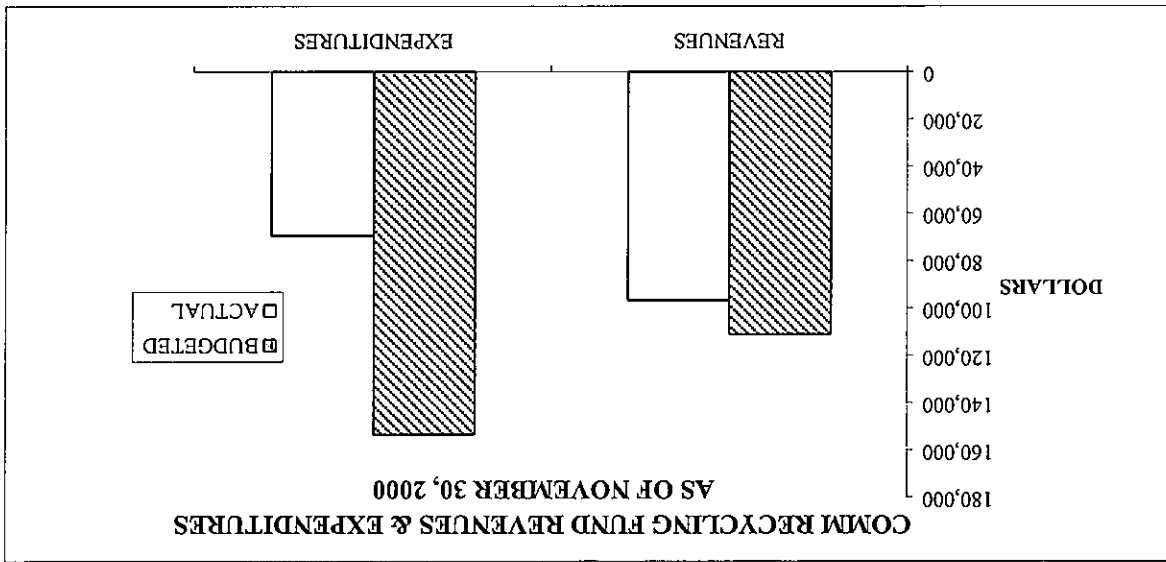 COMM RECYCLING FUND REVENUES & EXPENDITURES
AS OF NOVEMBER 30, 2000
DOLLARS
180,000
160,000
140,000
120,000
100,000
80,000
60,000
40,000
20,000
0
REVENUES
EXPENDITURES
BUDGETED
ACTUAL